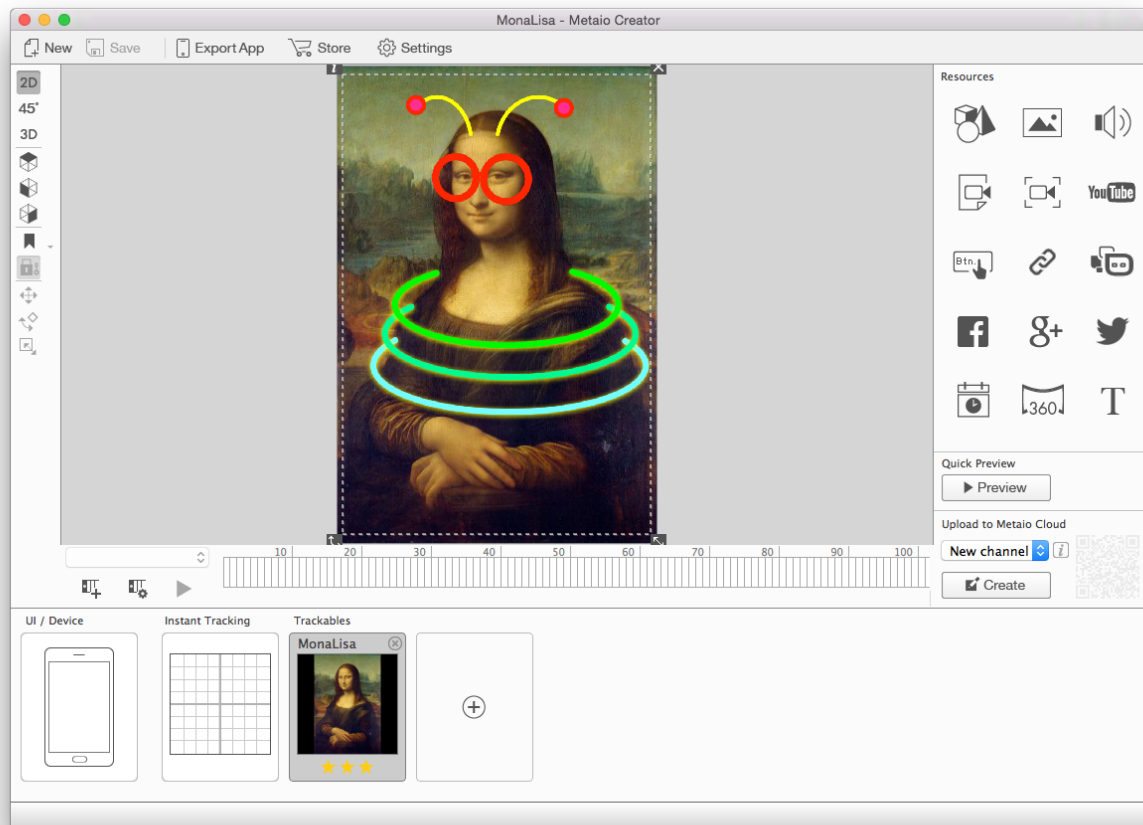 MonaLisa - Metaio Creator
New Save Export App Store Settings
2D
45°
3D
Resources
YouTube
Btn.
g+
360
T
Quick Preview
Preview
Upload to Metaio Cloud
New channel i
Create
10 20 30 40 50 60 70 80 90 100
UI / Device Instant Tracking Trackables
MonaLisa